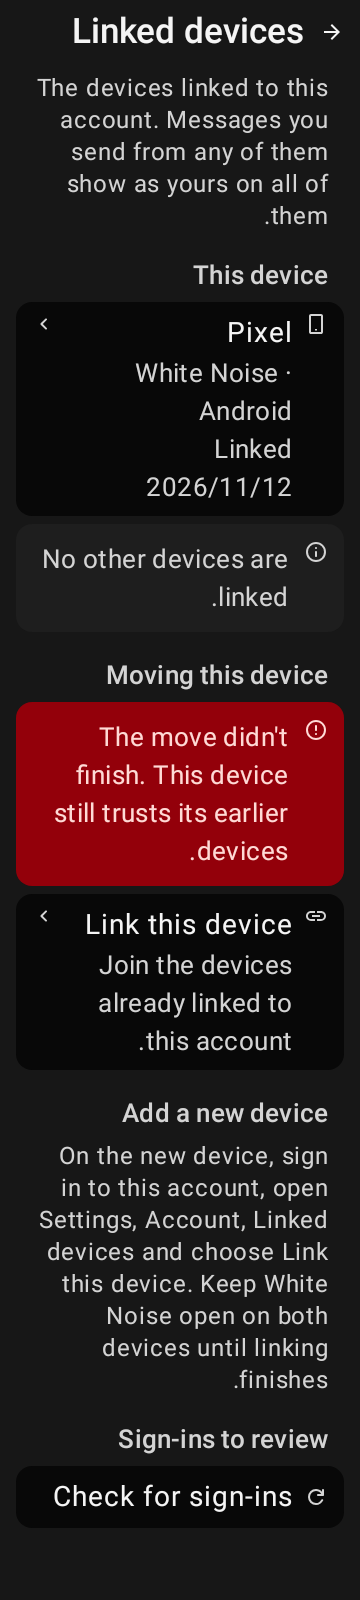 Linked devices
The devices linked to this
account. Messages you
send from any of them
show as yours on all of
them.
This device
Pixel
White Noise ·
Android
Linked
2026/11/12
No other devices are
linked.
Moving this device
The move didn't
finish. This device
still trusts its earlier
devices.
Link this device
Join the devices
already linked to
this account.
Add a new device
On the new device, sign
in to this account, open
Settings, Account, Linked
devices and choose Link
this device. Keep White
Noise open on both
devices until linking
finishes.
Sign-ins to review
Check for sign-ins